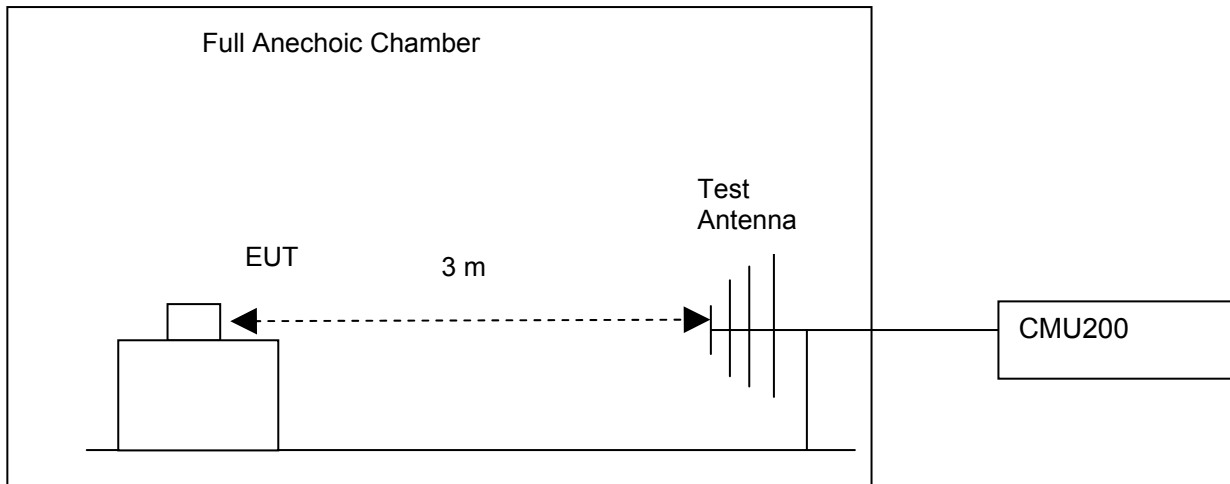 Full Anechoic Chamber
Test
Antenna
EUT
3 m
CMU200